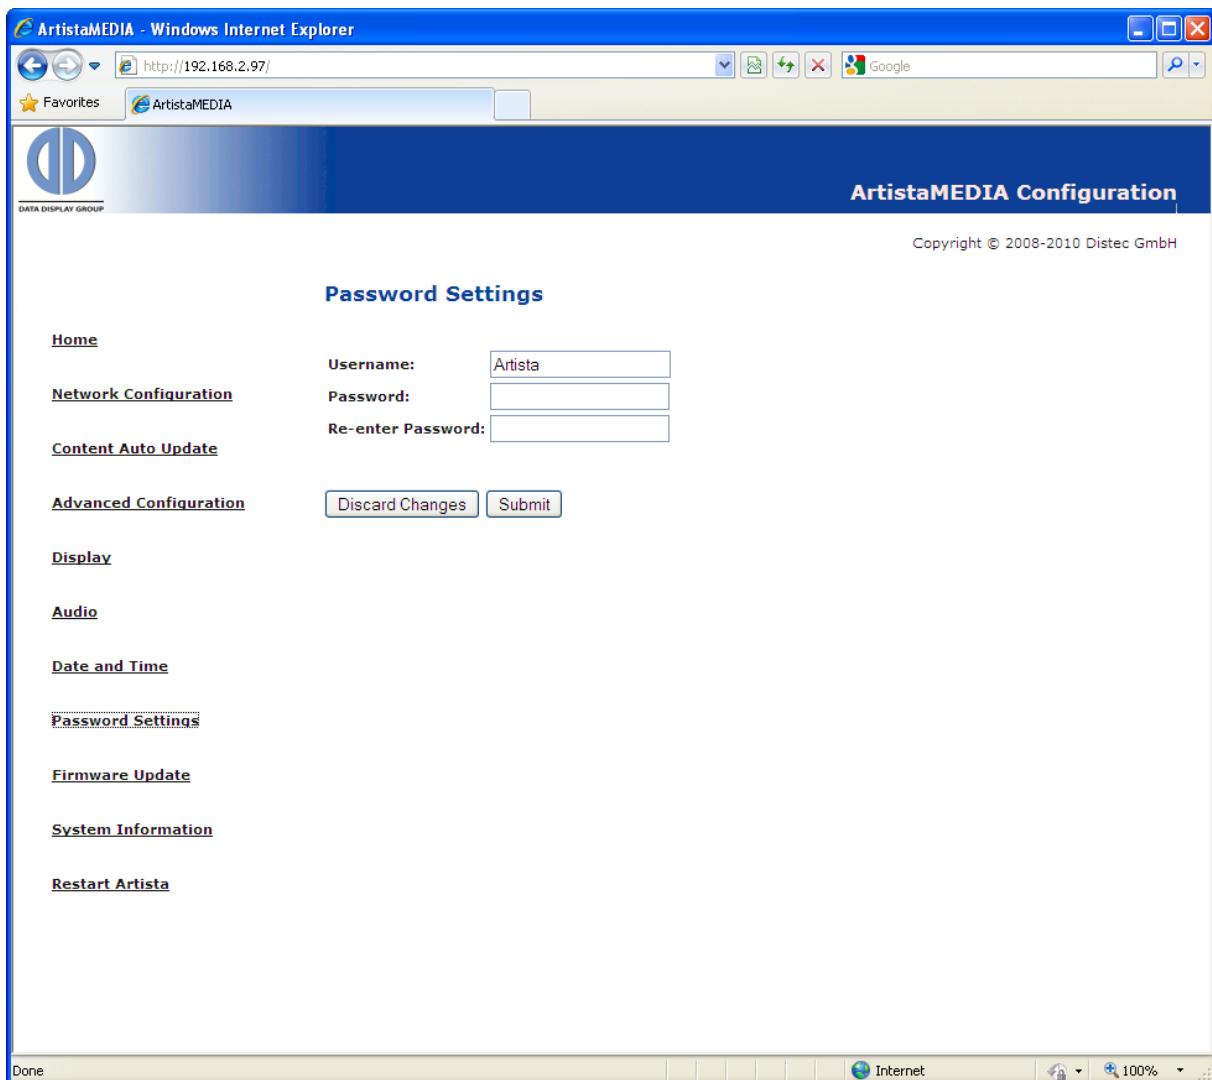 ArtistaMEDIA - Windows Internet Explorer
http://192.168.2.97/
Google
Favorites
ArtistaMEDIA
DATA DISPLAY GROUP
ArtistaMEDIA Configuration
Copyright © 2008-2010 Distec GmbH
Password Settings
Home
Network Configuration
Content Auto Update
Advanced Configuration
Display
Audio
Date and Time
Password Settings
Firmware Update
System Information
Restart Artista
Username: Artista
Password:
Re-enter Password:
Discard Changes Submit
Done
Internet
100%